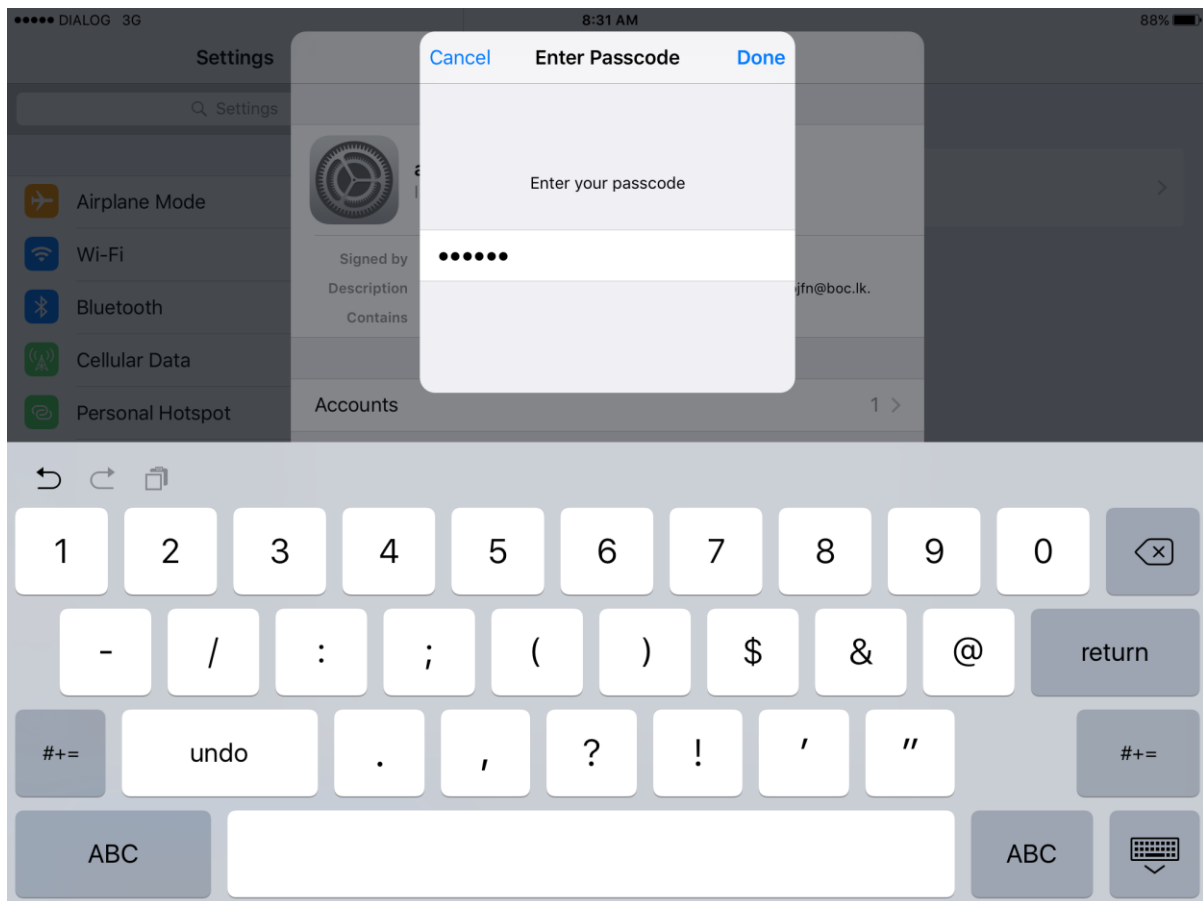 DIALOG 3G 8:31 AM 88%
Settings
Cancel Enter Passcode Done
Settings
Enter your passcode
Airplane Mode
Wi-Fi
Signed by
Description jfn@boc.lk.
Bluetooth
Contains
Cellular Data
Personal Hotspot
Accounts 1
1 2 3 4 5 6 7 8 9 0
- / : ; ( ) $ & @ return
#+= undo . , ? ! ' " #+=
ABC ABC